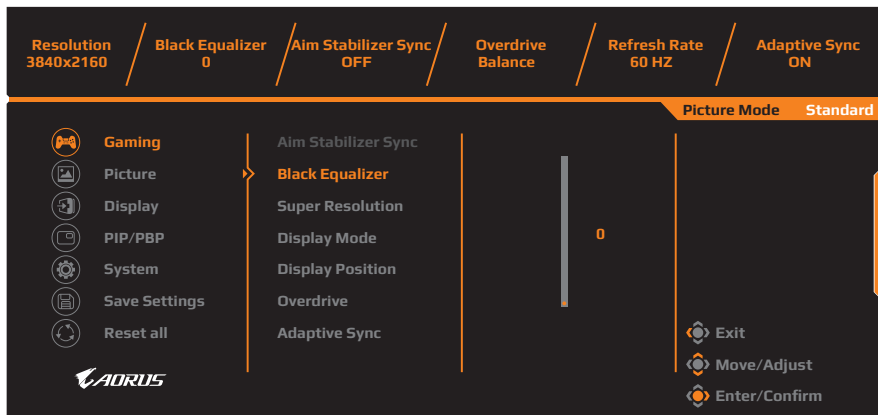 Resolution
3840x2160
Black Equalizer
0
Aim Stabilizer Sync
OFF
Overdrive
Balance
Refresh Rate
60 HZ
Adaptive Sync
ON
Picture Mode Standard
Gaming
Picture
Display
PIP/PBP
System
Save Settings
Reset all
Aim Stabilizer Sync
Black Equalizer
Super Resolution
Display Mode
Display Position
Overdrive
Adaptive Sync
0
Exit
Move/Adjust
Enter/Confirm
AORUS